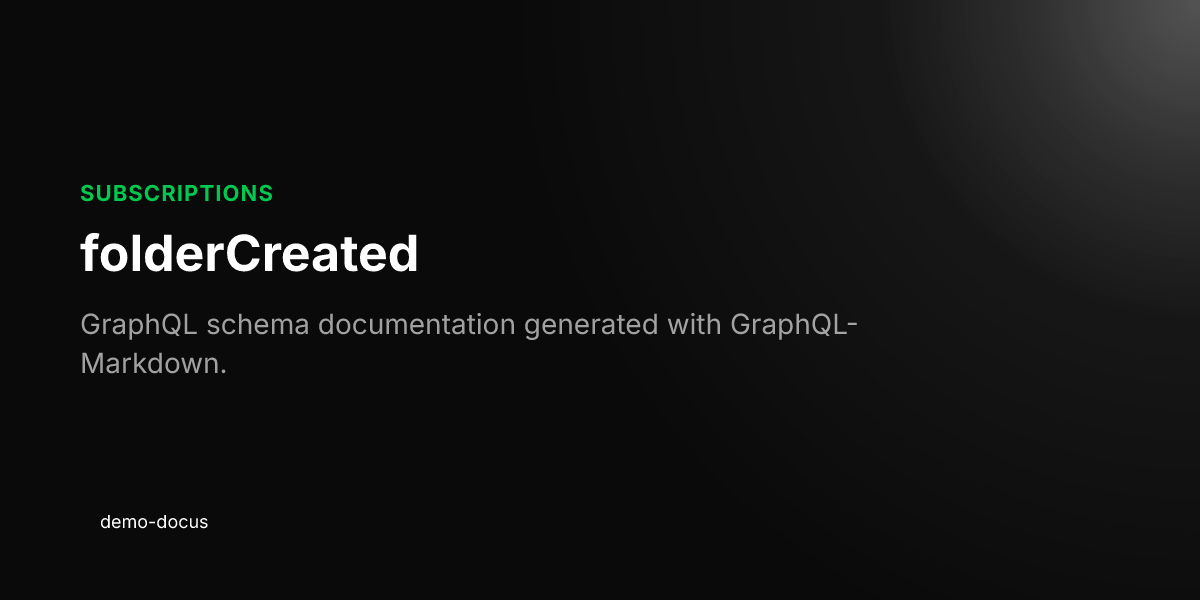 SUBSCRIPTIONS
folderCreated
GraphQL schema documentation generated with GraphQL-
Markdown.
demo-docus